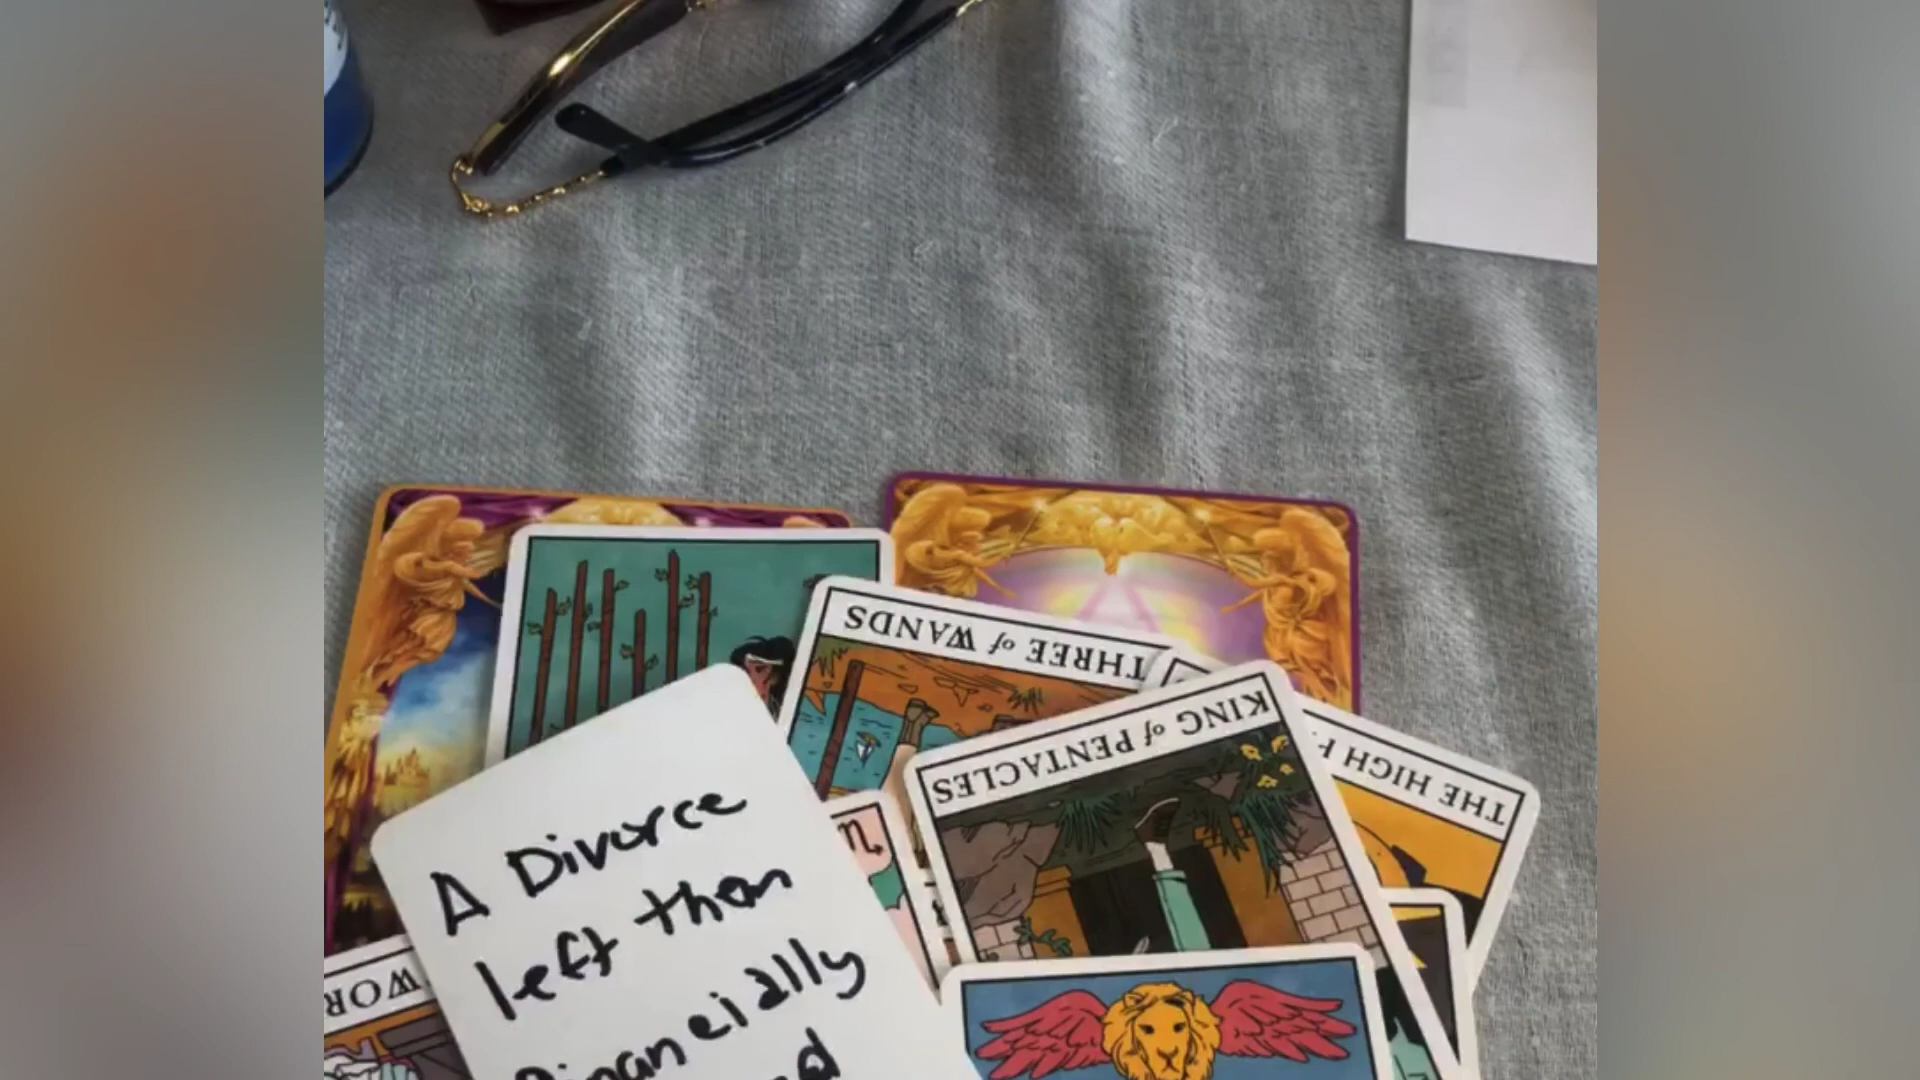 THREE of WANDS
KING of PENTACLES
THE HIGH
A Divorce
left them
financially